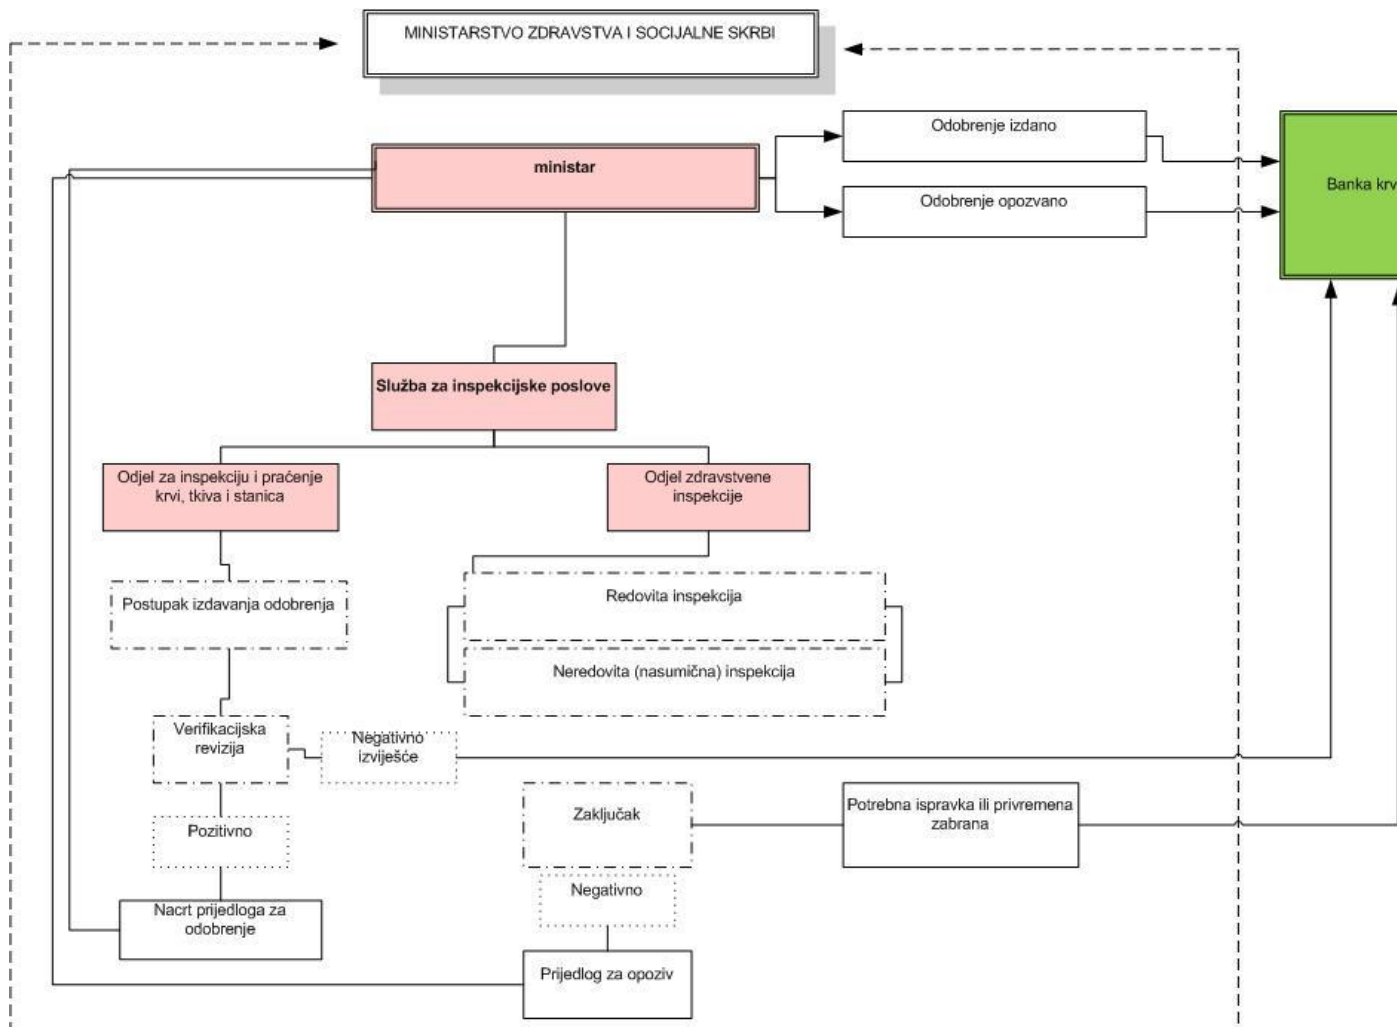 MINISTARSTVO ZDRAVSTVA I SOCIJALNE SKRBI
Odobrenje izdano
ministar
Banka krv
Odobrenje opozvano
Služba za inspekcijske poslove
Odjel za inspekciju i praćenje
krvi, tkiva i stanica
Odjel zdravstvene
inspekcije
Postupak izdavanja odobrenja
Redovita inspekcija
Neredovita (nasumična) inspekcija
Verifikacijska
revizija
Negativno
izviješće
Pozitivno
Zaključak
Potrebna ispravka ili privremena
zabrana
Negativno
Nacrt prijedloga za
odobrenje
Prijedlog za opoziv